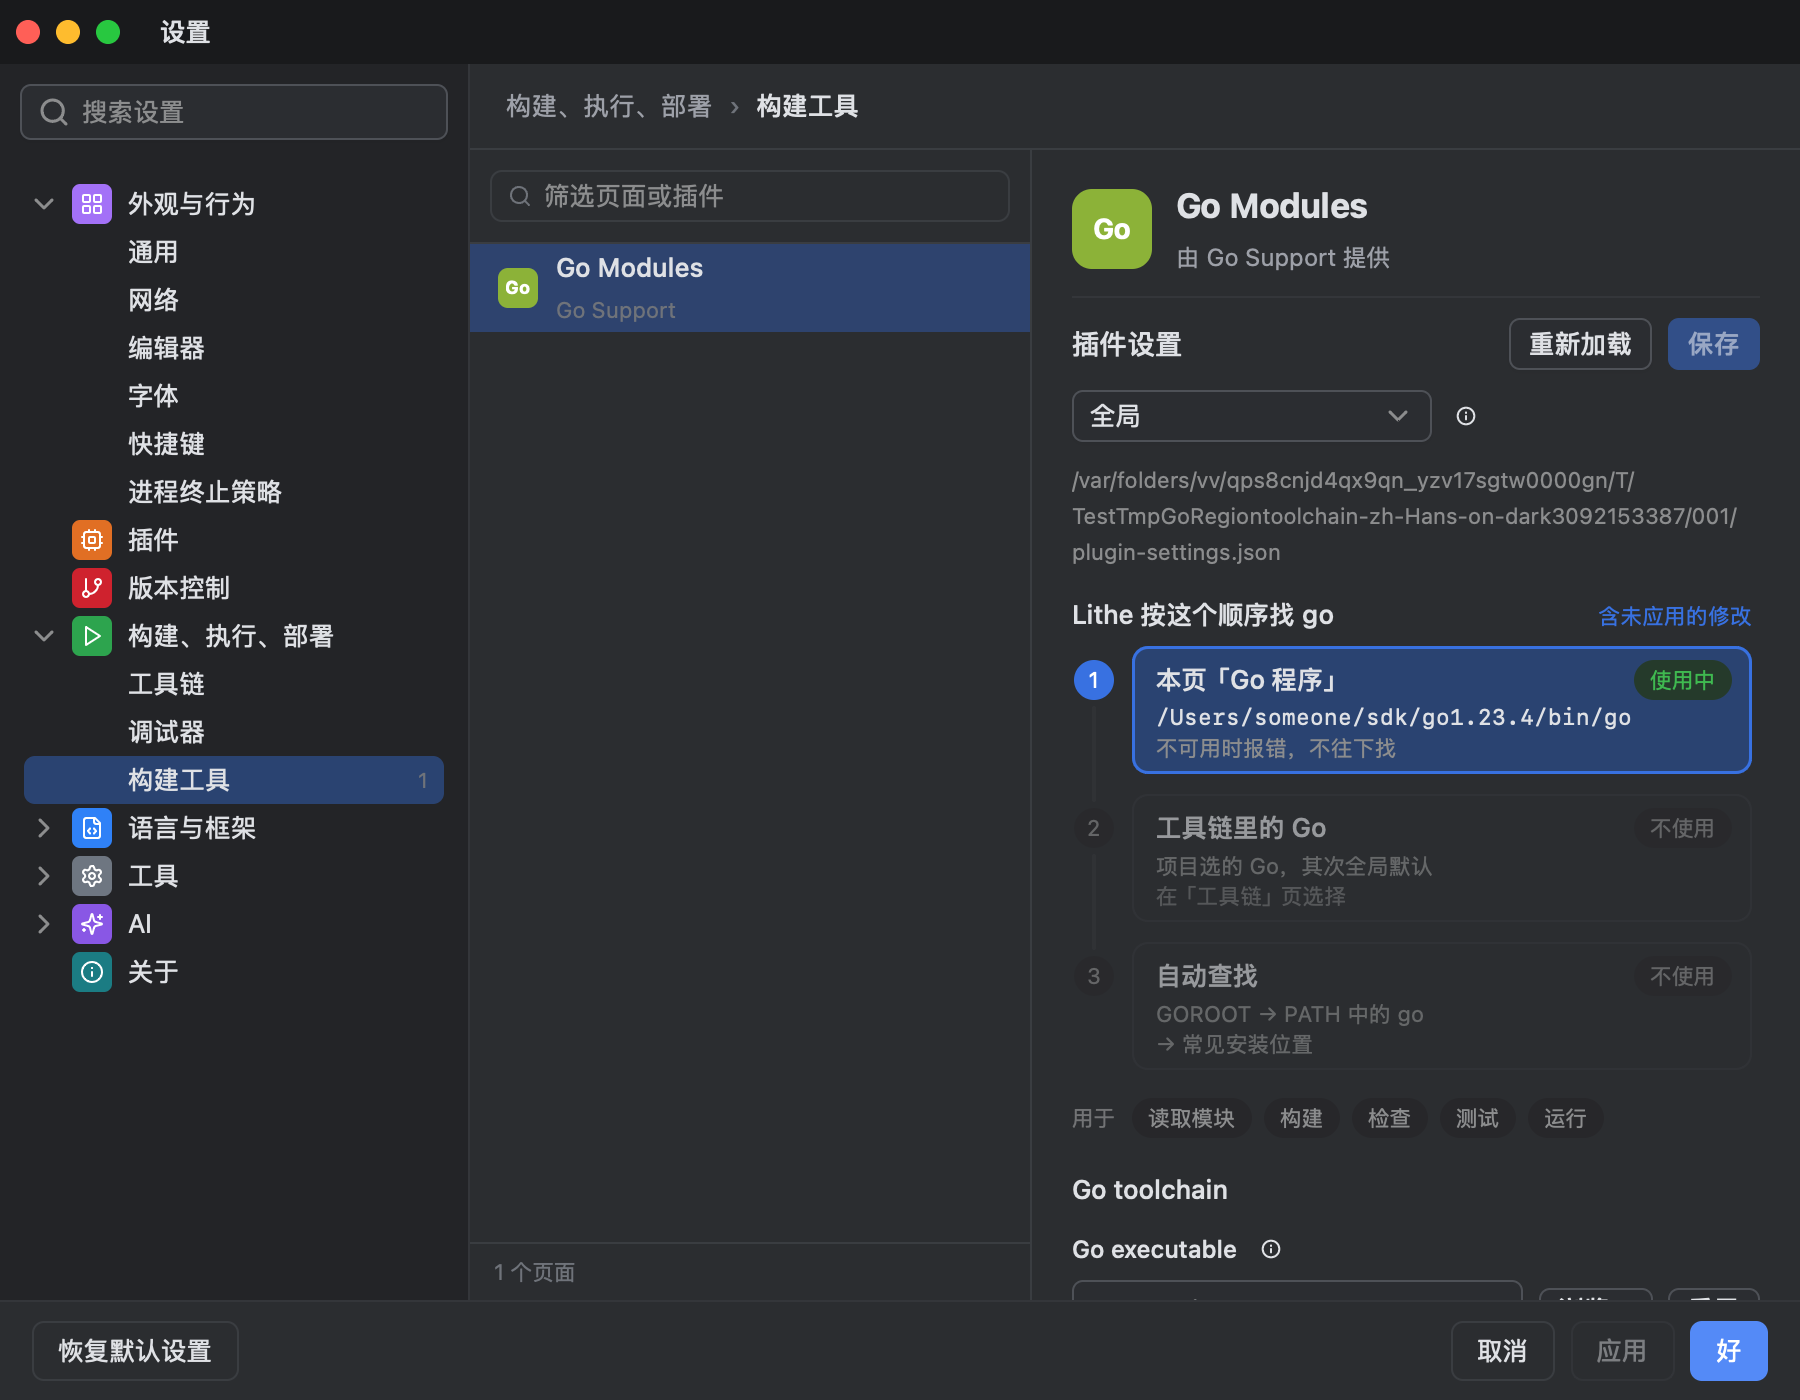 设置
搜索设置
外观与行为
通用
网络
编辑器
字体
快捷键
进程终止策略
插件
版本控制
构建、执行、部署
工具链
调试器
构建工具 1
语言与框架
工具
AI
关于
构建、执行、部署 › 构建工具
筛选页面或插件
Go
Go Modules
Go Support
1 个页面
Go
Go Modules
由 Go Support 提供
插件设置
重新加载
保存
全局
/var/folders/vv/qps8cnjd4qx9qn_yzv17sgtw0000gn/T/
TestTmpGoRegiontoolchain-zh-Hans-on-dark3092153387/001/
plugin-settings.json
Lithe 按这个顺序找 go
含未应用的修改
1
本页「Go 程序」
使用中
/Users/someone/sdk/go1.23.4/bin/go
不可用时报错，不往下找
2
工具链里的 Go
不使用
项目选的 Go，其次全局默认
在「工具链」页选择
3
自动查找
不使用
GOROOT → PATH 中的 go
→ 常见安装位置
用于 读取模块 构建 检查 测试 运行
Go toolchain
Go executable
恢复默认设置
取消
应用
好